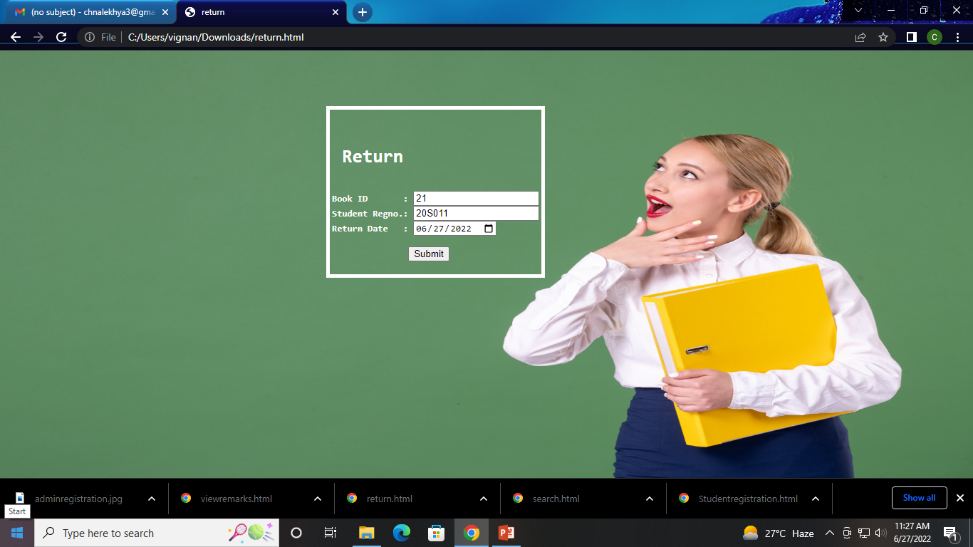 (no subject) - chnalekhya3@gma
return
File
C:/Users/vignan/Downloads/return.html
C
Return
Book ID : 21
Student Regno.: 20S011
Return Date : 06/27/2022
Submit
adminregistration.jpg
viewremarks.html
return.html
search.html
Studentregistration.html
Show all
Start
Type here to search
27°C Haze
11:27 AM
6/27/2022
1